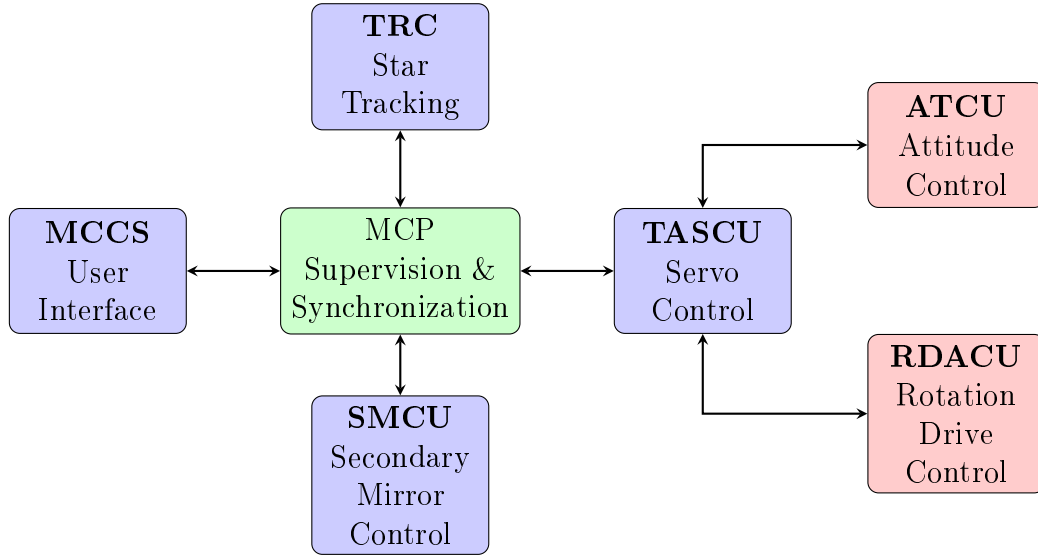 TRC
Star
Tracking
ATCU
Attitude
Control
MCCS
User
Interface
MCP
Supervision &
Synchronization
TASCU
Servo
Control
RDACU
Rotation
Drive
Control
SMCU
Secondary
Mirror
Control